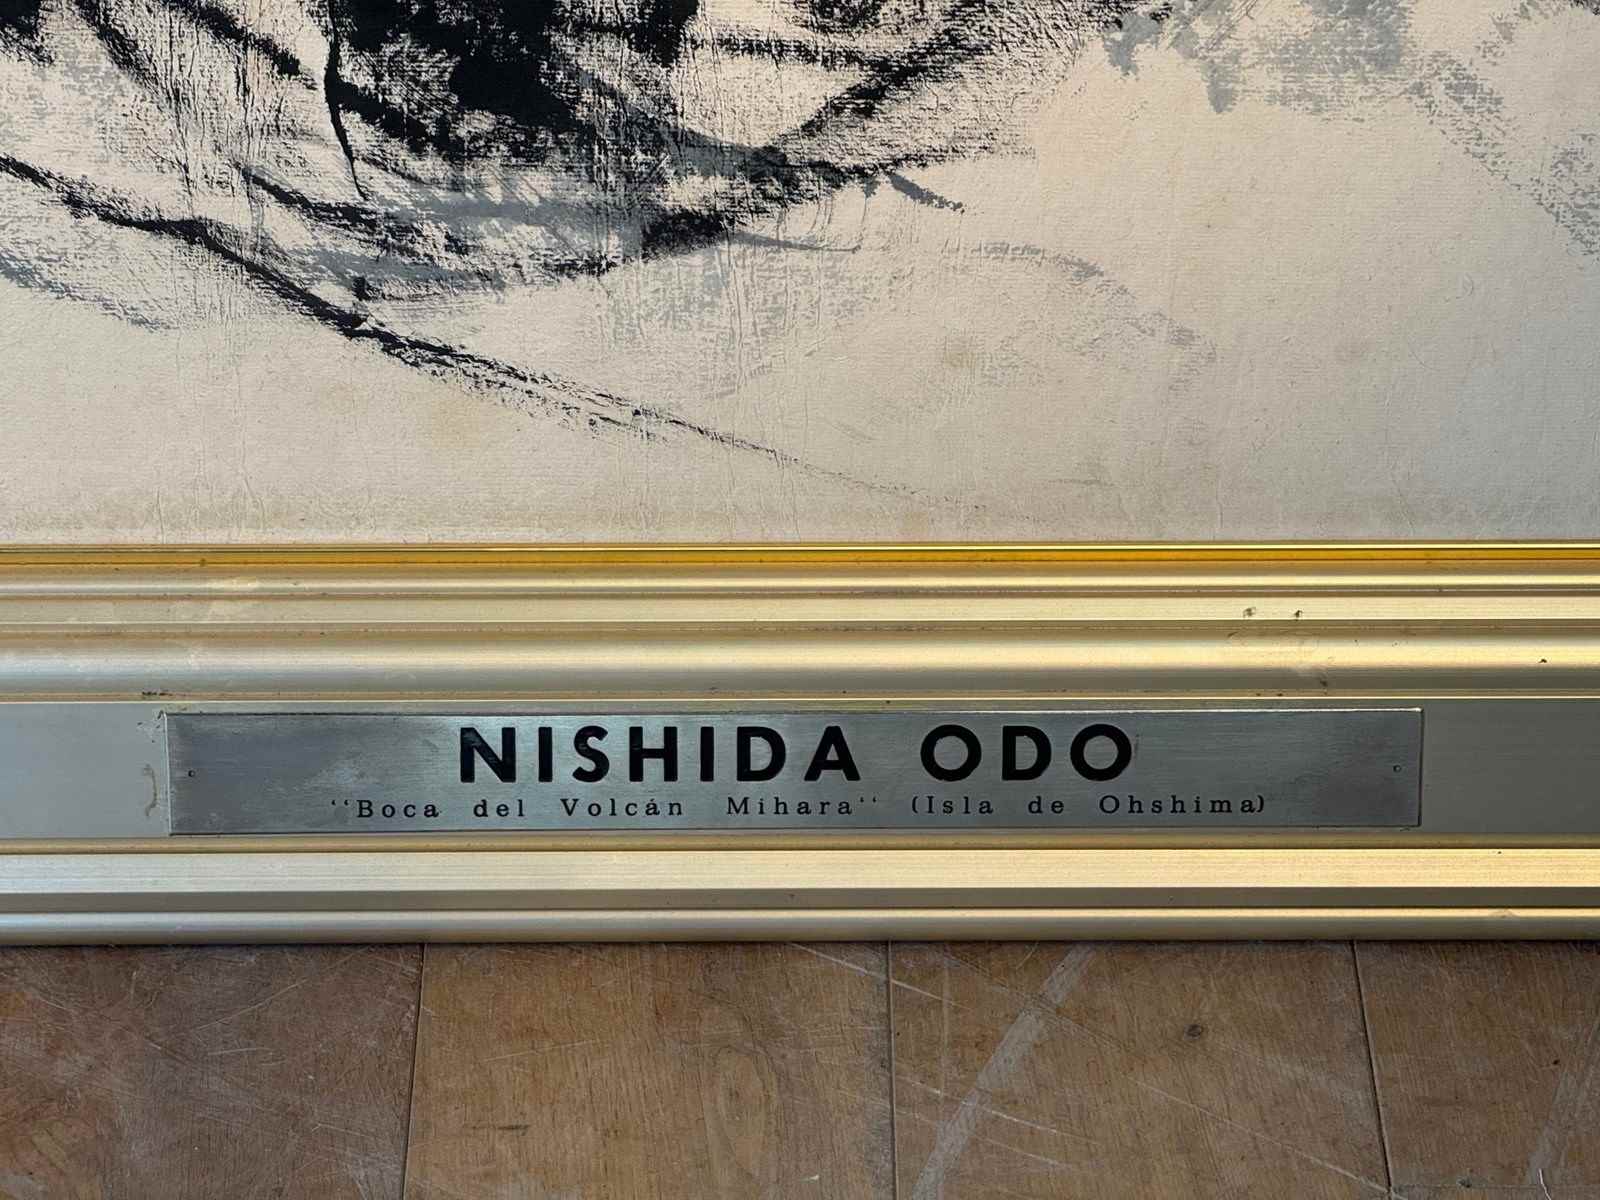 NISHIDA ODO
‘‘Boca del Volcán Mihara‘‘ (Isla de Ohshima)